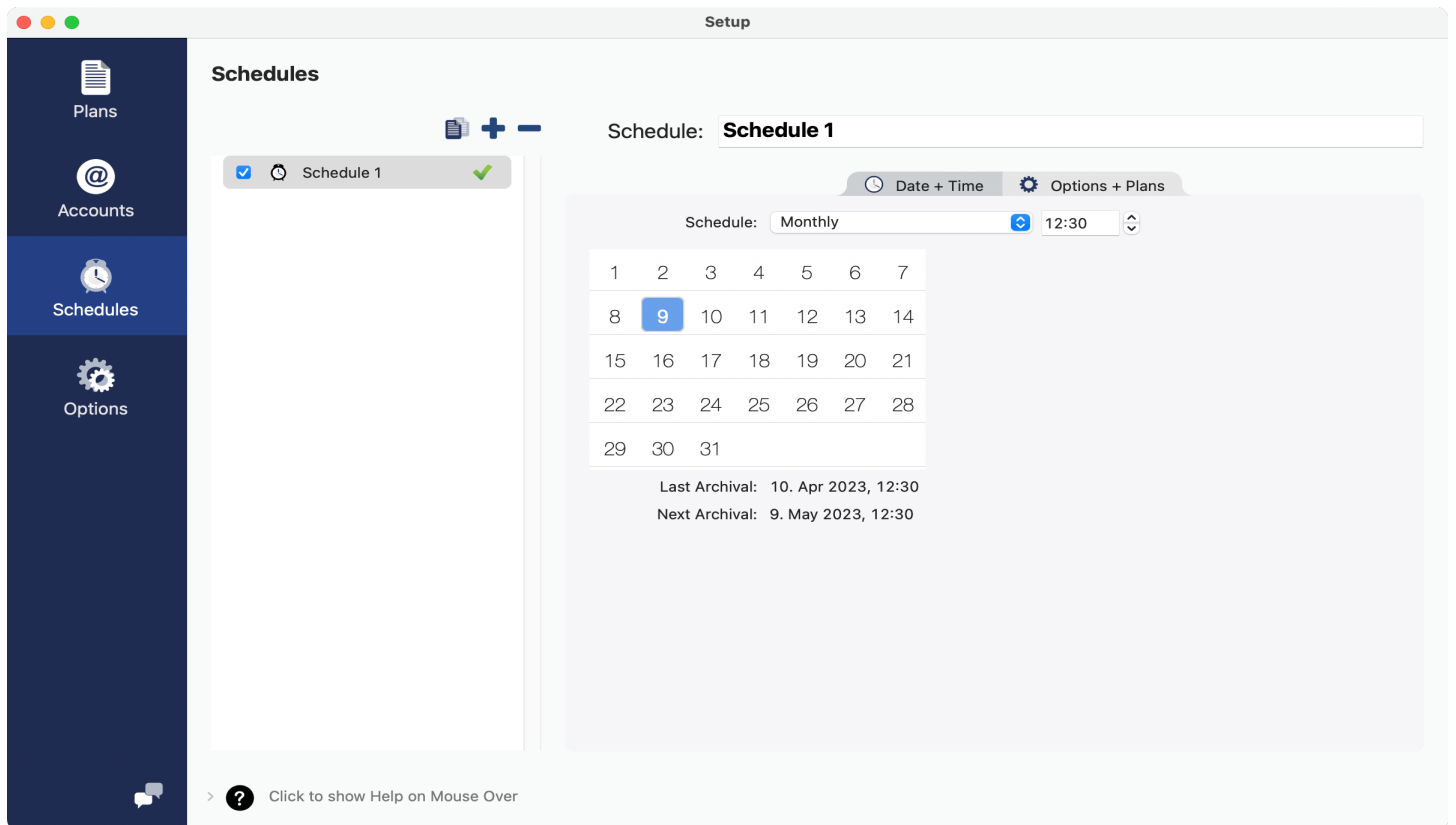 Setup
Plans
Accounts
Schedules
Options
Schedules
Schedule 1
Schedule: Schedule 1
Date + Time Options + Plans
Schedule: Monthly 12:30
1 2 3 4 5 6 7
8 9 10 11 12 13 14
15 16 17 18 19 20 21
22 23 24 25 26 27 28
29 30 31
Last Archival: 10. Apr 2023, 12:30
Next Archival: 9. May 2023, 12:30
? Click to show Help on Mouse Over